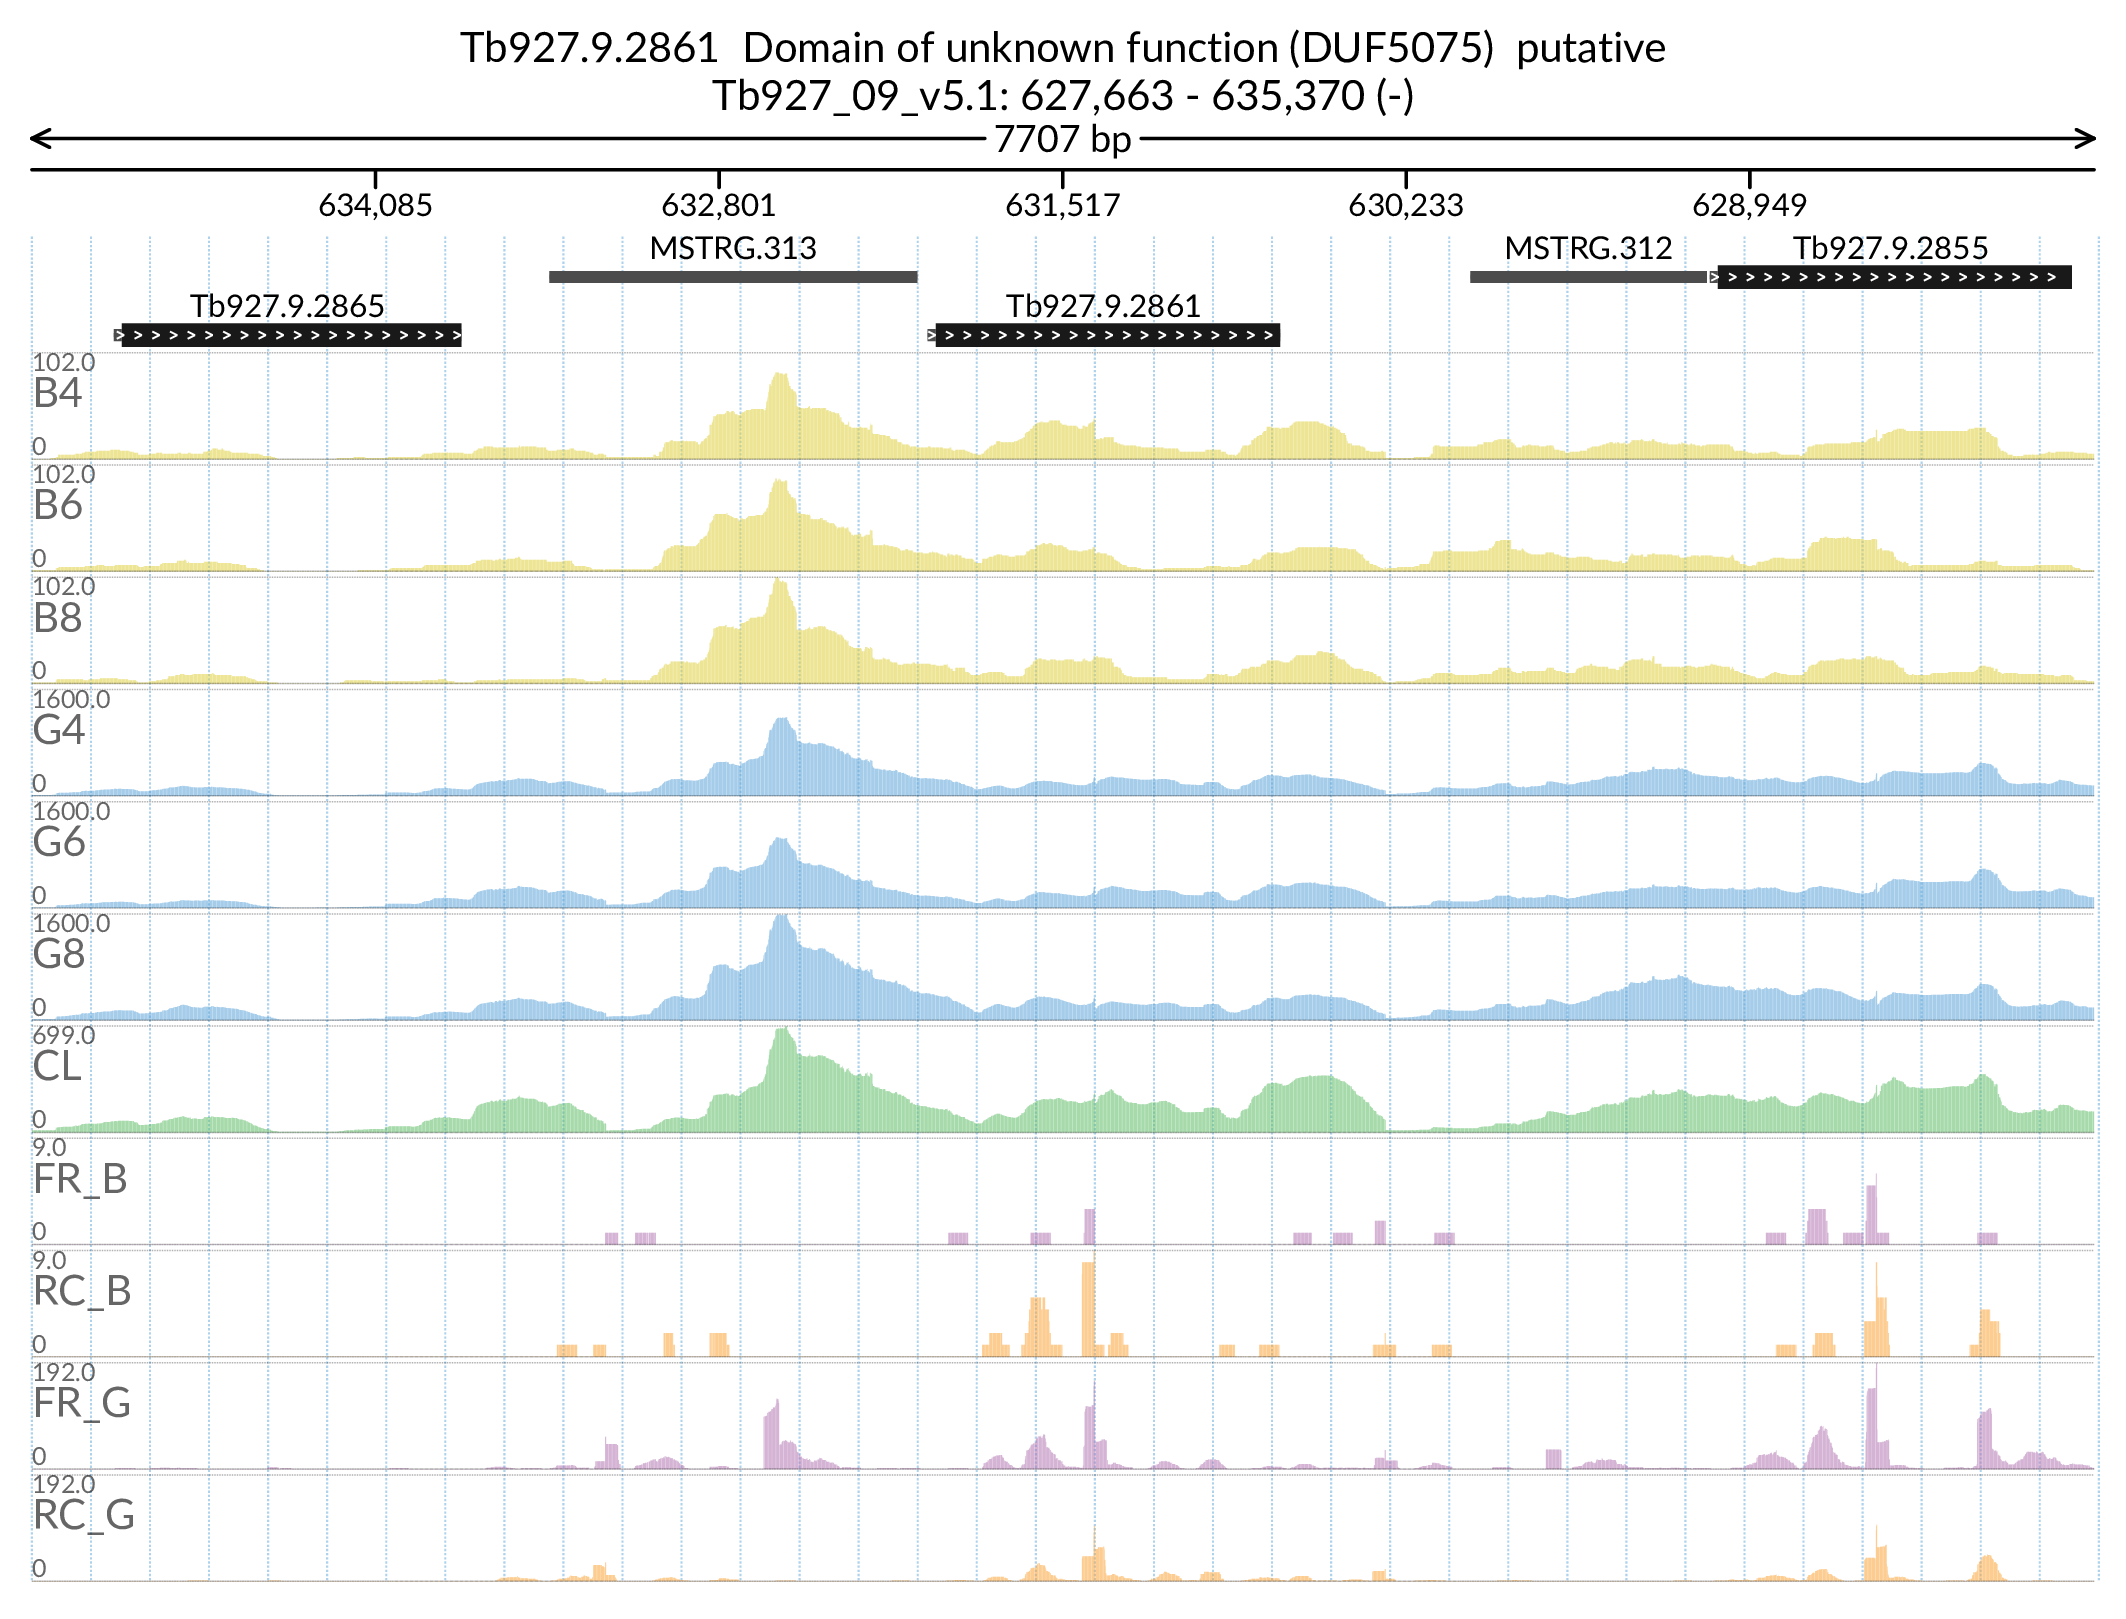 Tb927.9.2861  Domain of unknown function (DUF5075)  putative
Tb927_09_v5.1: 627,663 - 635,370 (-)
7707 bp
634,085 632,801 631,517 630,233 628,949
MSTRG.313 MSTRG.312 Tb927.9.2855
Tb927.9.2865 Tb927.9.2861
102.0
B4
0
102.0
B6
0
102.0
B8
0
1600.0
G4
0
1600.0
G6
0
1600.0
G8
0
699.0
CL
0
9.0
FR_B
0
9.0
RC_B
0
192.0
FR_G
0
192.0
RC_G
0